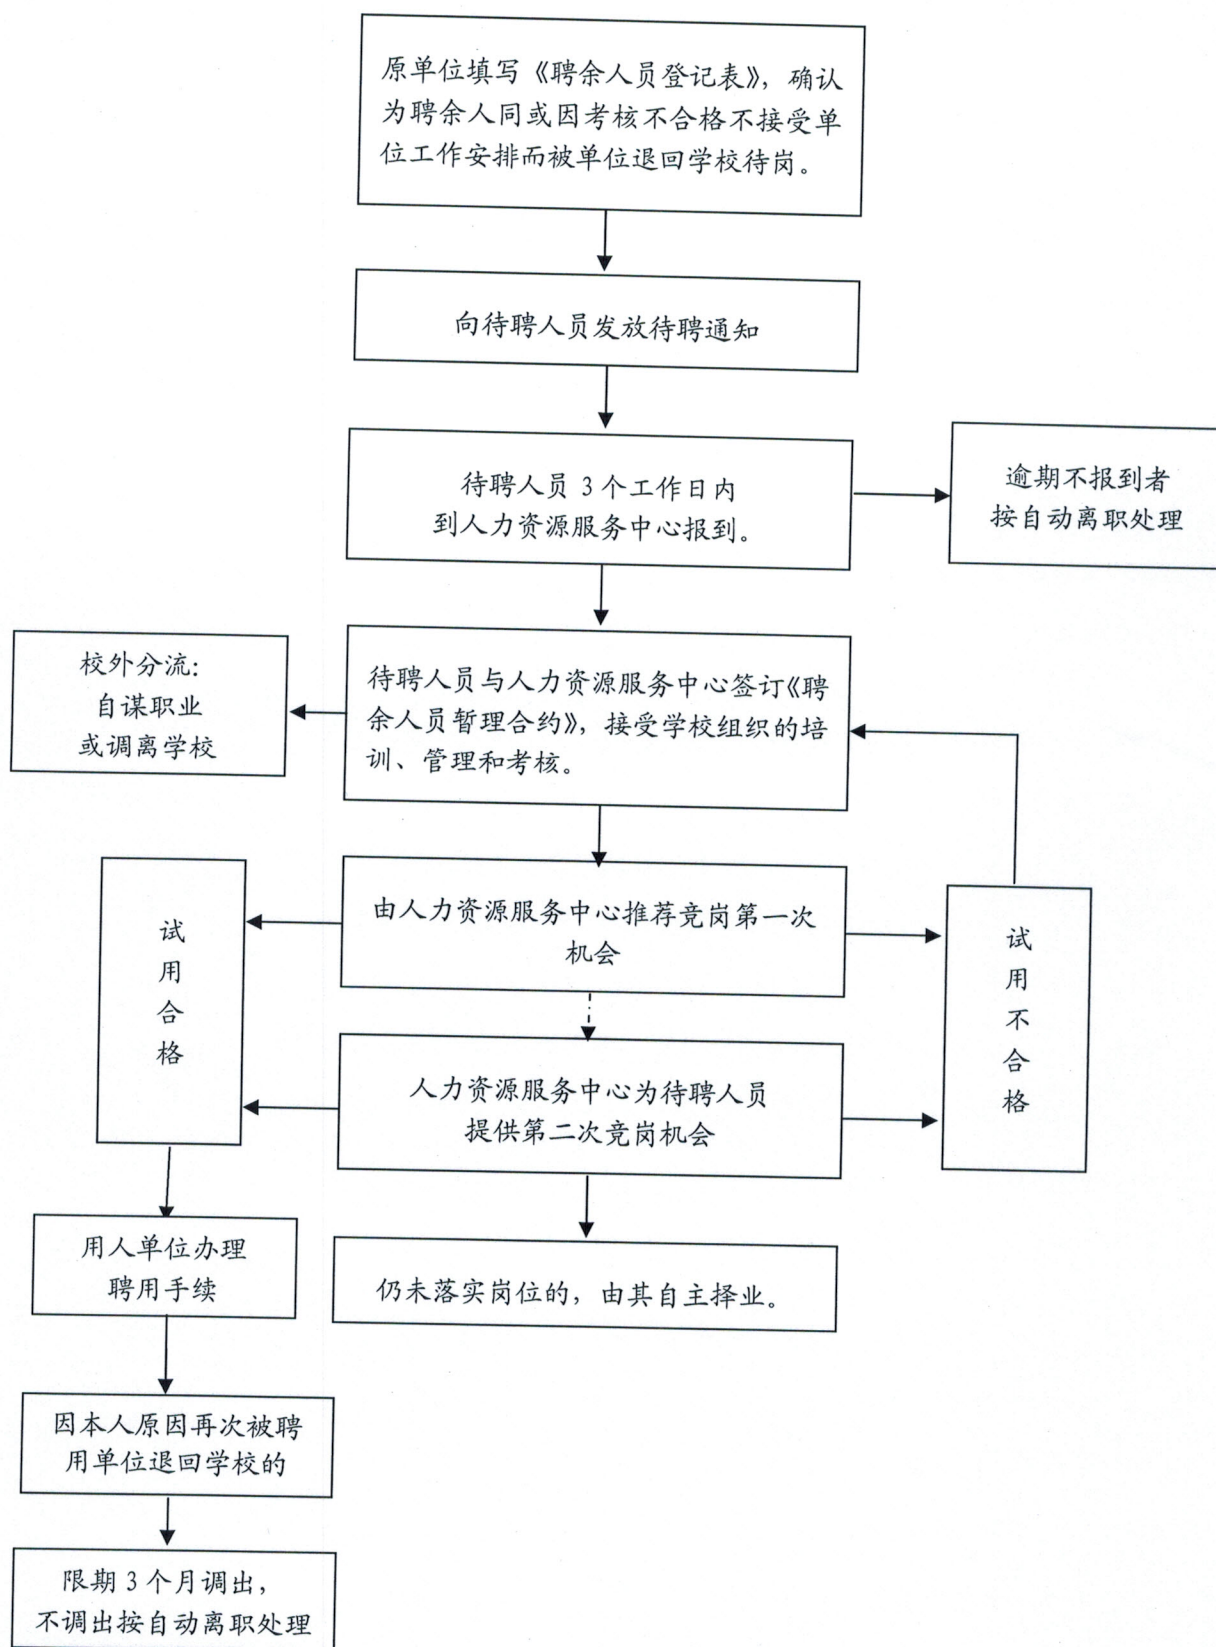 原单位填写《聘余人员登记表》，确认
为聘余人同或因考核不合格不接受单
位工作安排而被单位退回学校待岗。
向待聘人员发放待聘通知
待聘人员 3 个工作日内
到人力资源服务中心报到。
逾期不报到者
按自动离职处理
校外分流：
自谋职业
或调离学校
待聘人员与人力资源服务中心签订《聘
余人员暂理合约》，接受学校组织的培
训、管理和考核。
试
用
合
格
由人力资源服务中心推荐竞岗第一次
机会
试
用
不
合
格
人力资源服务中心为待聘人员
提供第二次竞岗机会
用人单位办理
聘用手续
仍未落实岗位的，由其自主择业。
因本人原因再次被聘
用单位退回学校的
限期 3 个月调出，
不调出按自动离职处理